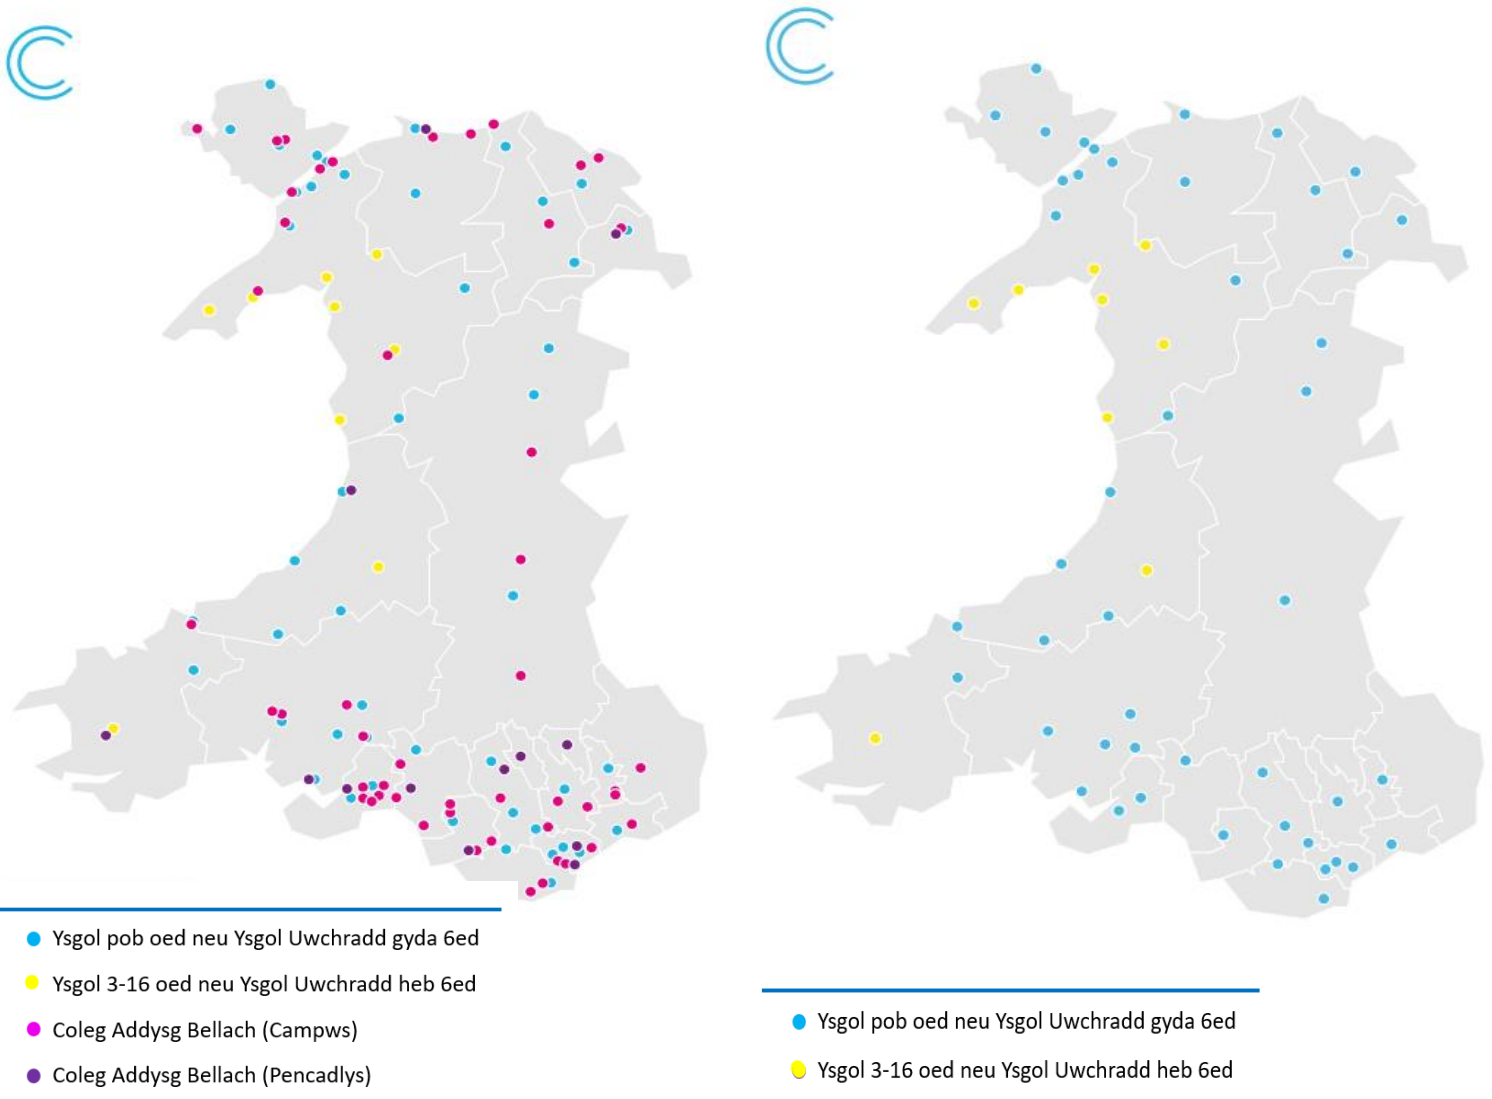 Ysgol pob oed neu Ysgol Uwchradd gyda 6ed
Ysgol 3-16 oed neu Ysgol Uwchradd heb 6ed
Coleg Addysg Bellach (Campws)
Coleg Addysg Bellach (Pencadlys)
Ysgol pob oed neu Ysgol Uwchradd gyda 6ed
Ysgol 3-16 oed neu Ysgol Uwchradd heb 6ed